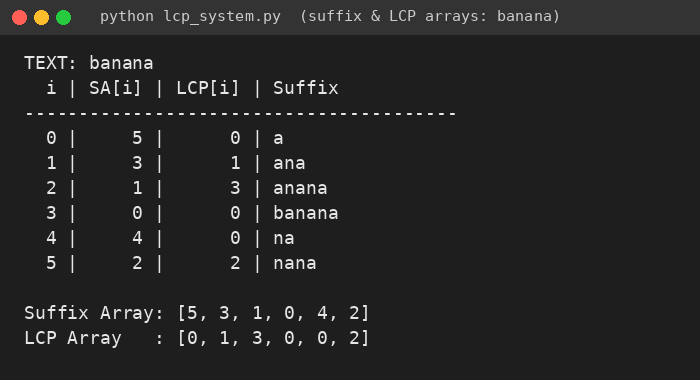 python lcp_system.py  (suffix & LCP arrays: banana)
TEXT: banana
  i | SA[i] | LCP[i] | Suffix
----------------------------------------
  0 |     5 |      0 | a
  1 |     3 |      1 | ana
  2 |     1 |      3 | anana
  3 |     0 |      0 | banana
  4 |     4 |      0 | na
  5 |     2 |      2 | nana
Suffix Array: [5, 3, 1, 0, 4, 2]
LCP Array   : [0, 1, 3, 0, 0, 2]